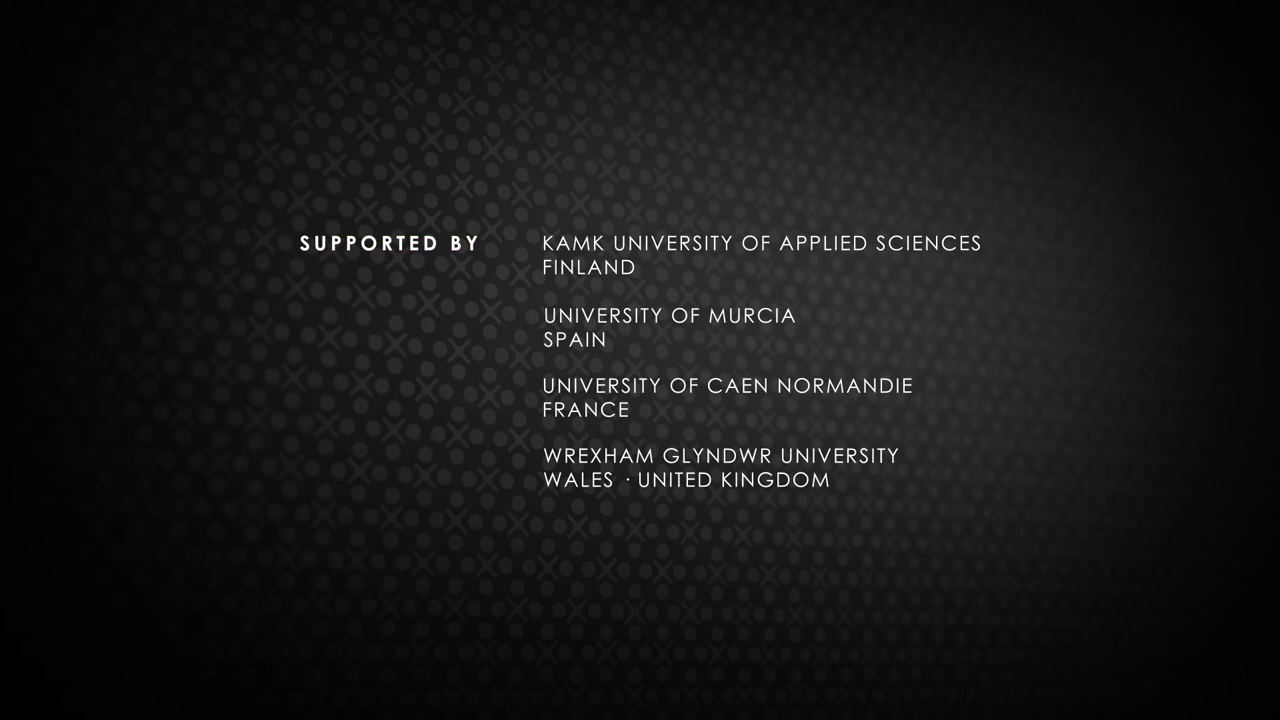 SUPPORTED BY
KAMK UNIVERSITY OF APPLIED SCIENCES
FINLAND
UNIVERSITY OF MURCIA
SPAIN
UNIVERSITY OF CAEN NORMANDIE
FRANCE
WREXHAM GLYNDWR UNIVERSITY
WALES · UNITED KINGDOM